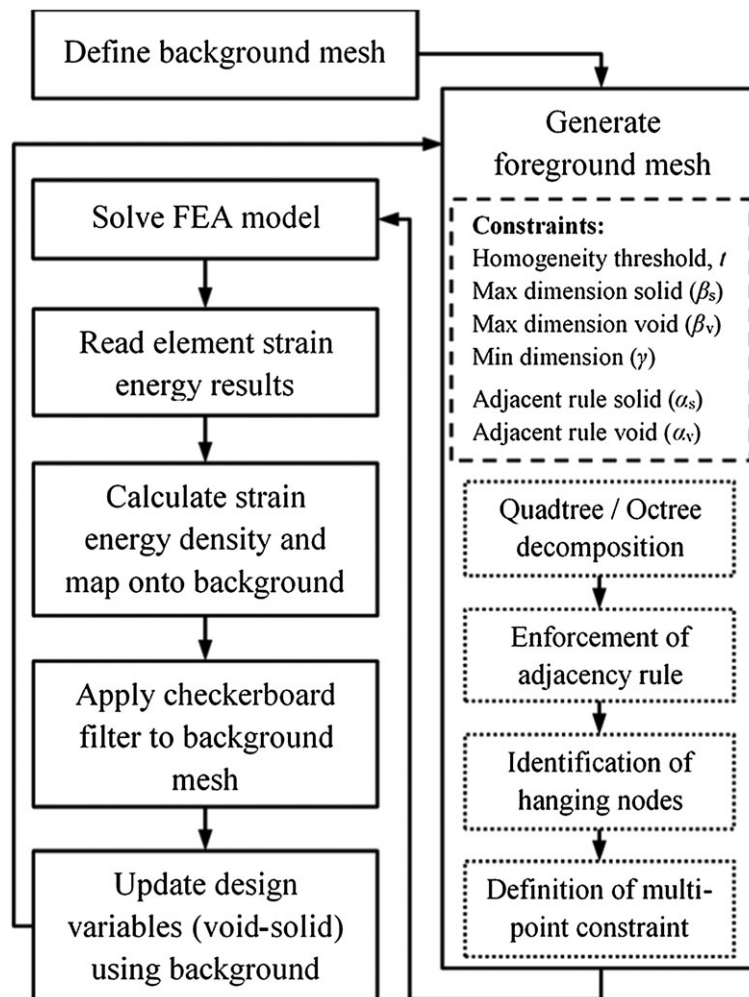 Define background mesh
Generate
foreground mesh
Constraints:
Homogeneity threshold, t
Max dimension solid (βs)
Max dimension void (βv)
Min dimension (γ)
Adjacent rule solid (αs)
Adjacent rule void (αv)
Quadtree / Octree
decomposition
Enforcement of
adjacency rule
Identification of
hanging nodes
Definition of multi-
point constraint
Solve FEA model
Read element strain
energy results
Calculate strain
energy density and
map onto background
Apply checkerboard
filter to background
mesh
Update design
variables (void-solid)
using background